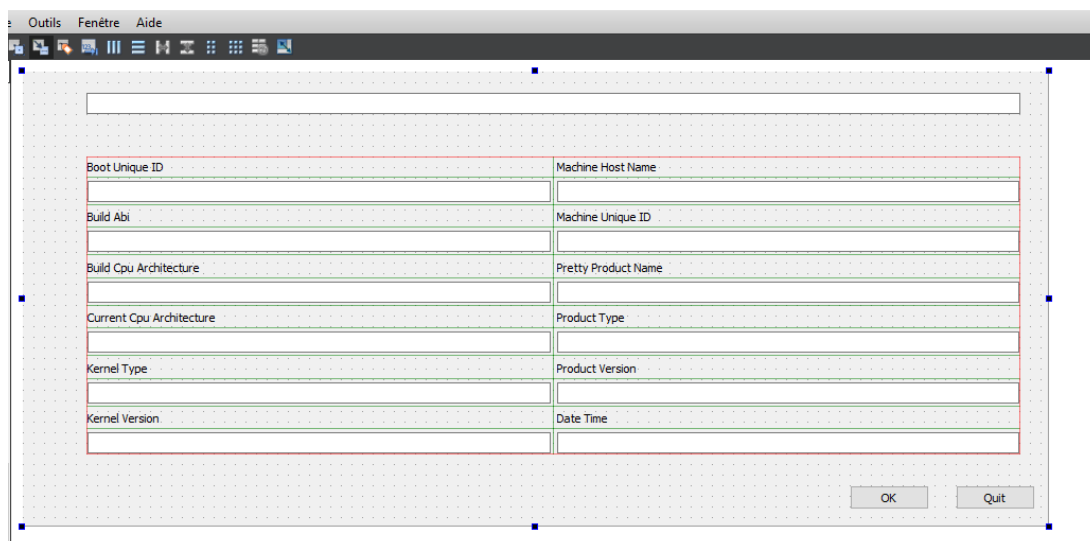 Outils Fenêtre Aide
Boot Unique ID Machine Host Name
Build Abi Machine Unique ID
Build Cpu Architecture Pretty Product Name
Current Cpu Architecture Product Type
Kernel Type Product Version
Kernel Version Date Time
OK Quit